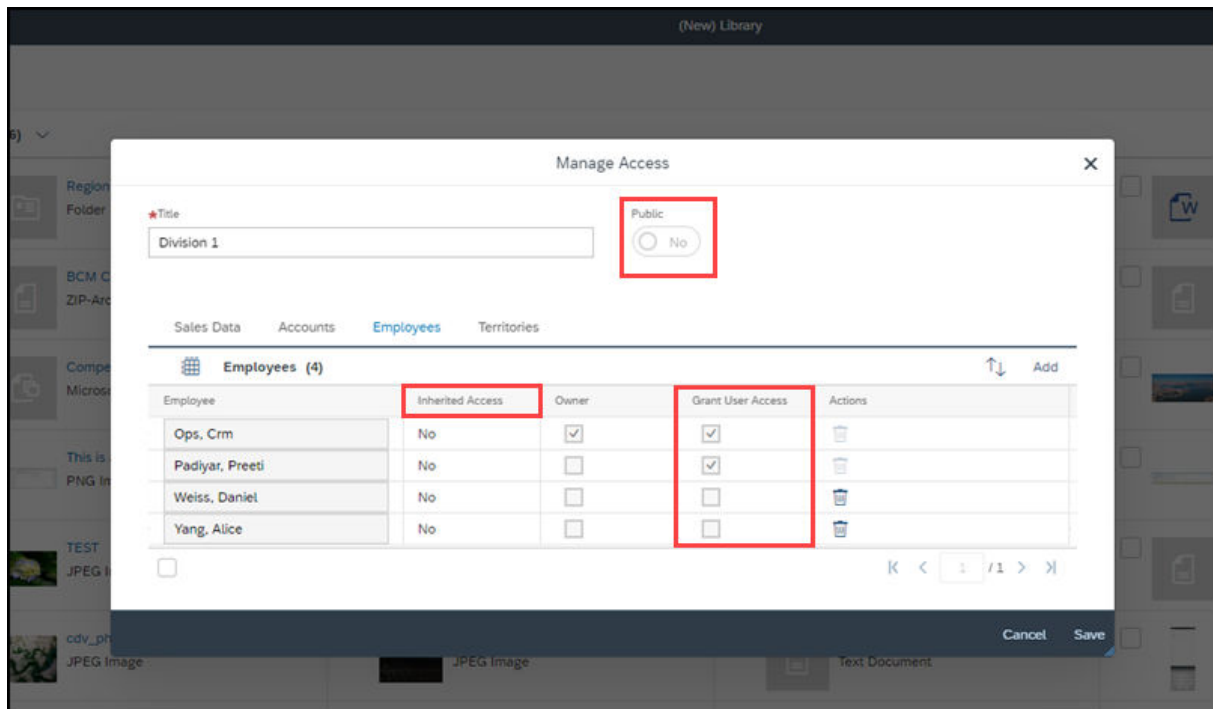 (New) Library
6)
Region
Folder
BCM C
ZIP-Arc
Compe
Microso
This is
PNG Im
TEST
JPEG I
cdv_ph
JPEG Image
JPEG Image
Text Document
W
Manage Access
★Title
Public
Division 1
No
Sales Data Accounts Employees Territories
Employees (4)
Add
Employee Inherited Access Owner Grant User Access Actions
Ops, Crm No
Padiyar, Preeti No
Weiss, Daniel No
Yang, Alice No
1 / 1
Cancel Save